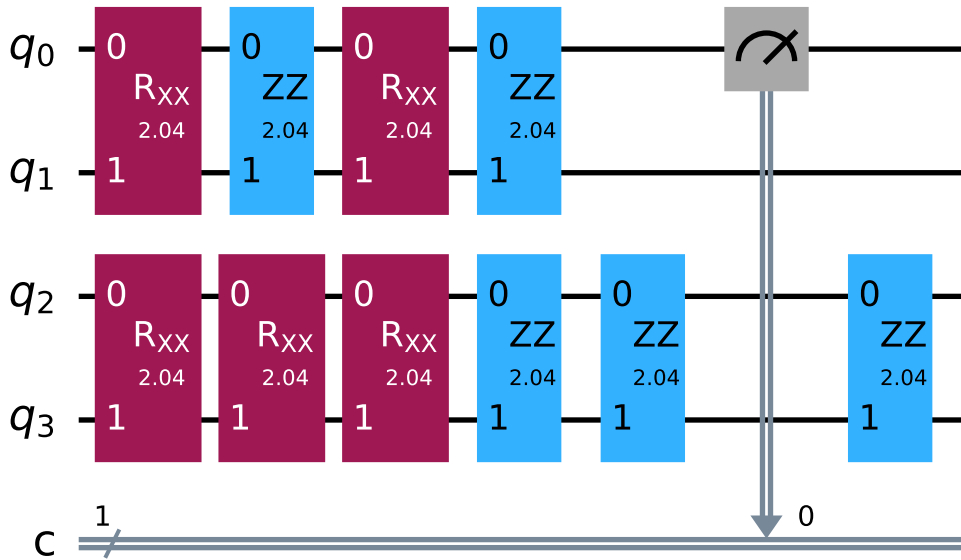 q0 0 0 0 0
RXX ZZ RXX ZZ
2.04 2.04 2.04 2.04
q1 1 1 1 1
q2 0 0 0 0 0 0
RXX RXX RXX ZZ ZZ ZZ
2.04 2.04 2.04 2.04 2.04 2.04
q3 1 1 1 1 1 1
1 0
c